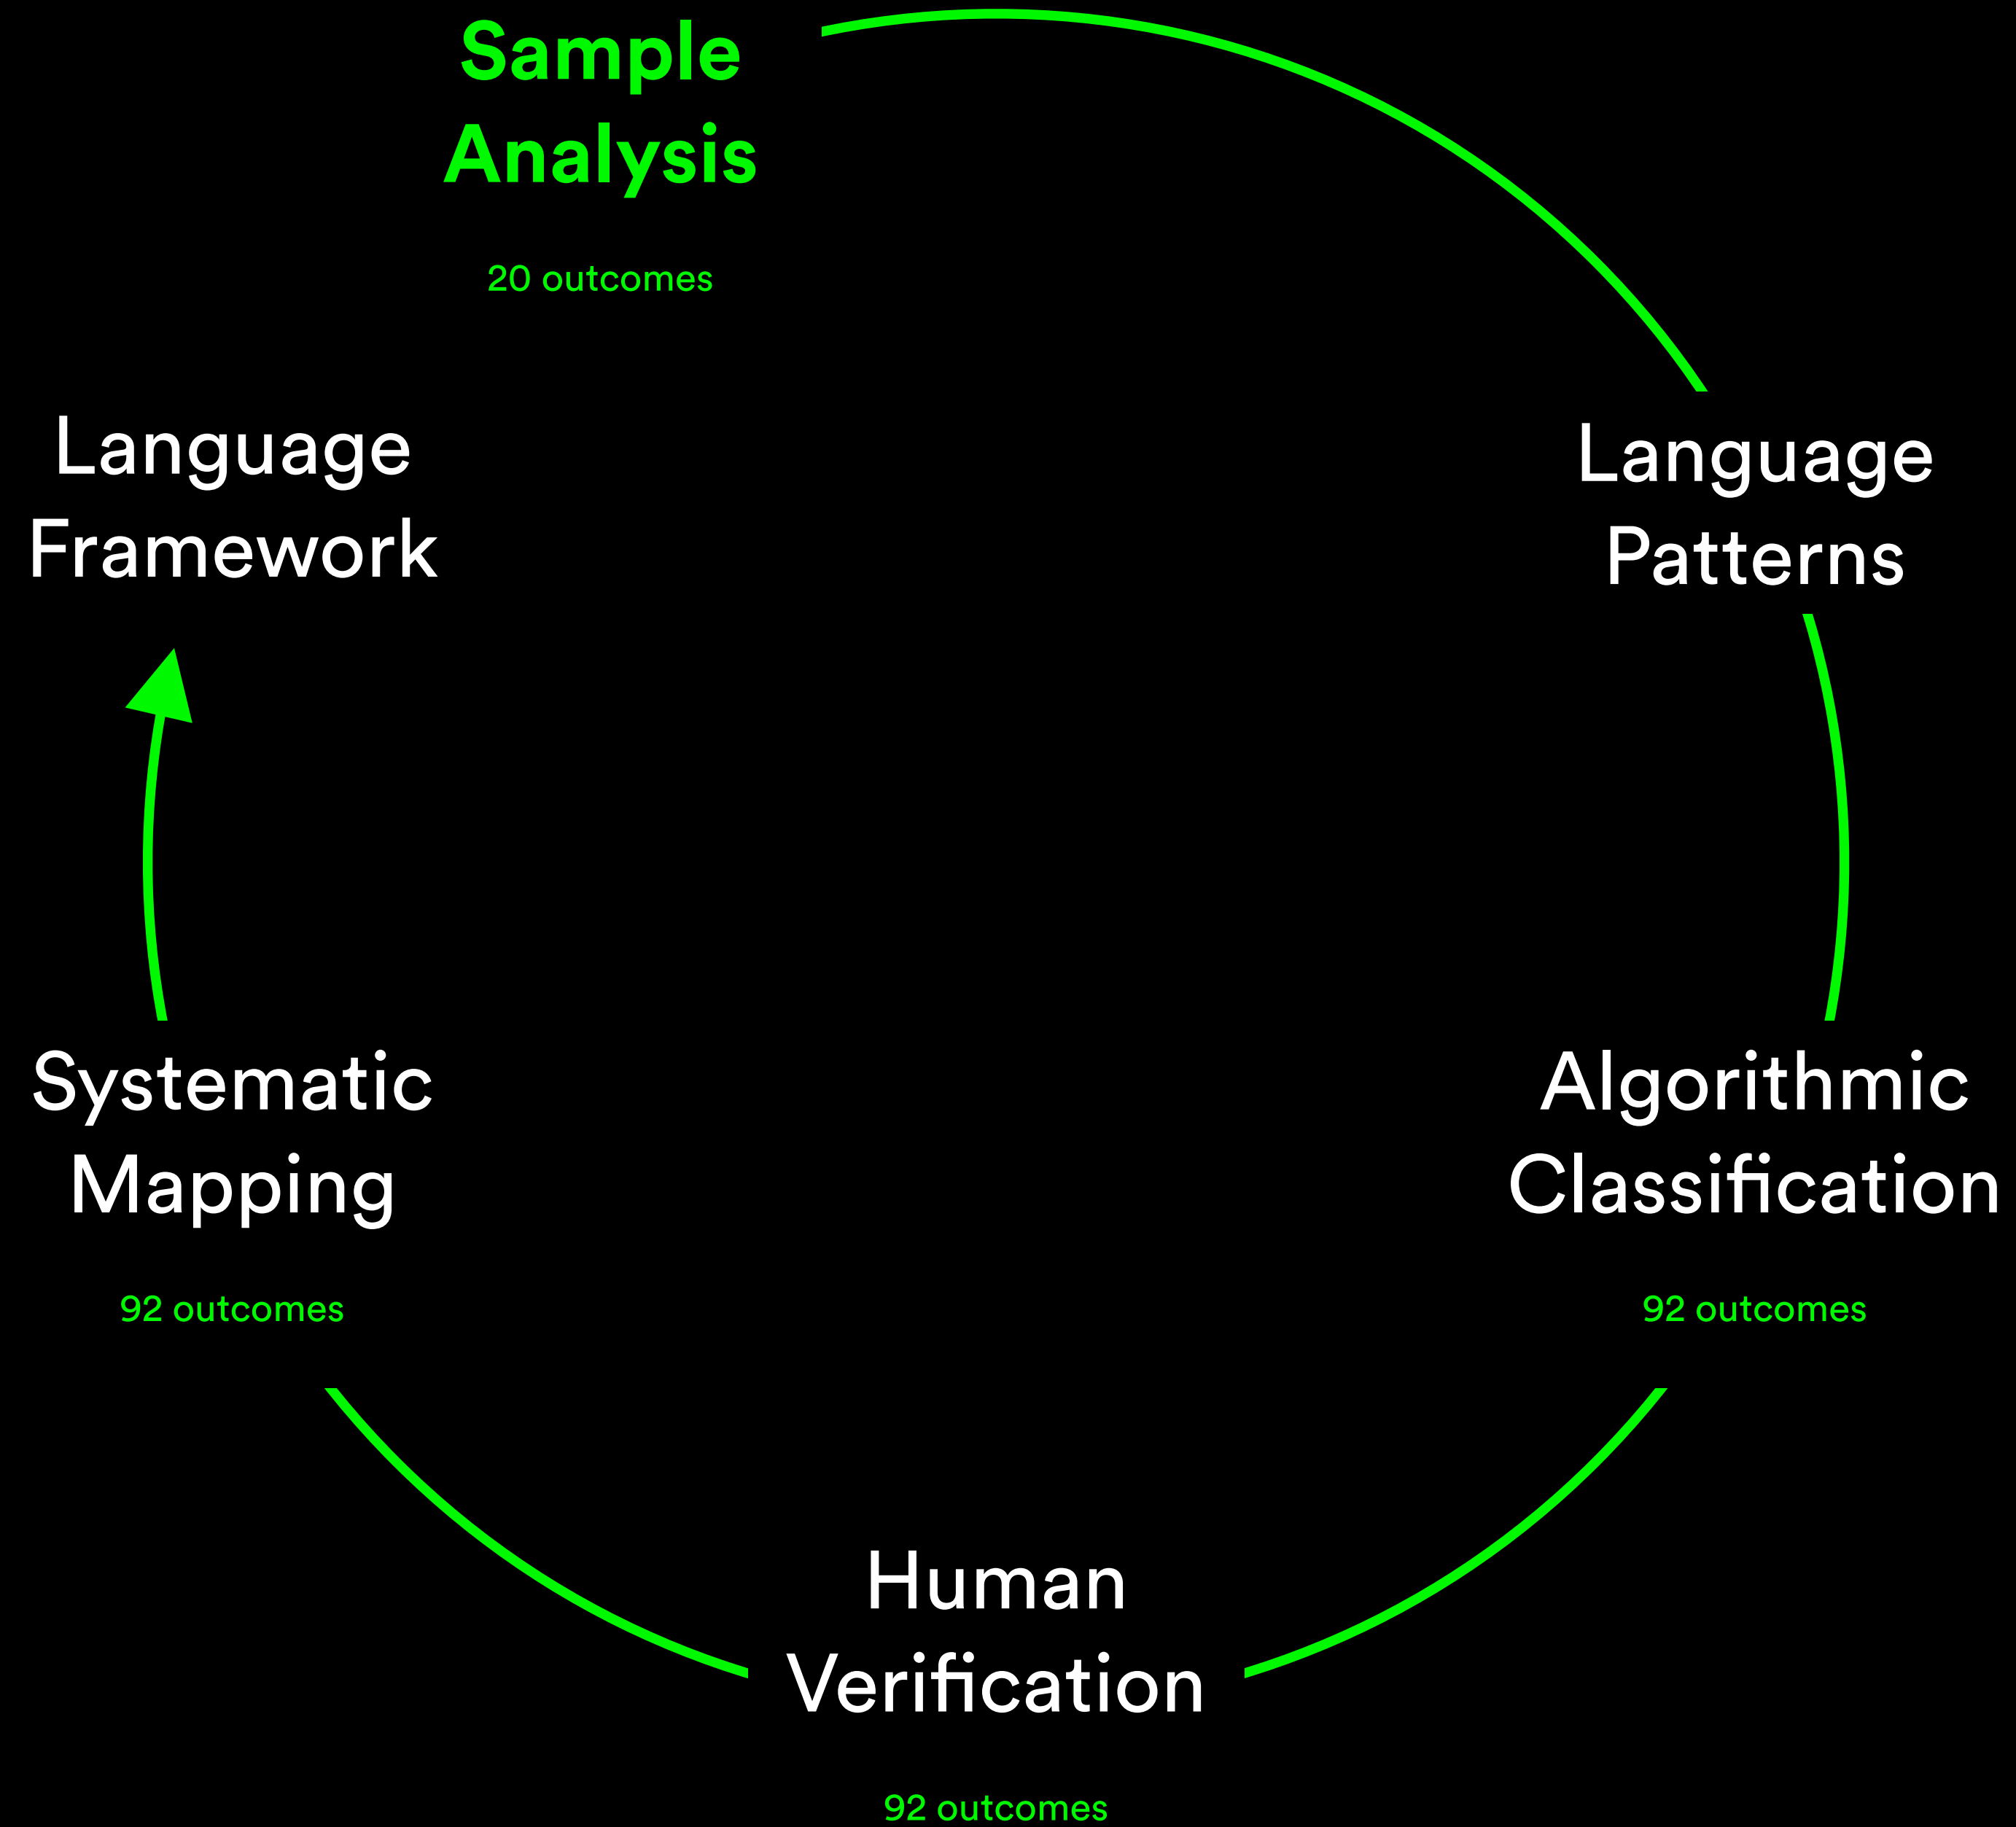 Sample
Analysis
20 outcomes
Language
Patterns
Algorithmic
Classification
92 outcomes
Human
Verification
92 outcomes
Systematic
Mapping
92 outcomes
Language
Framework